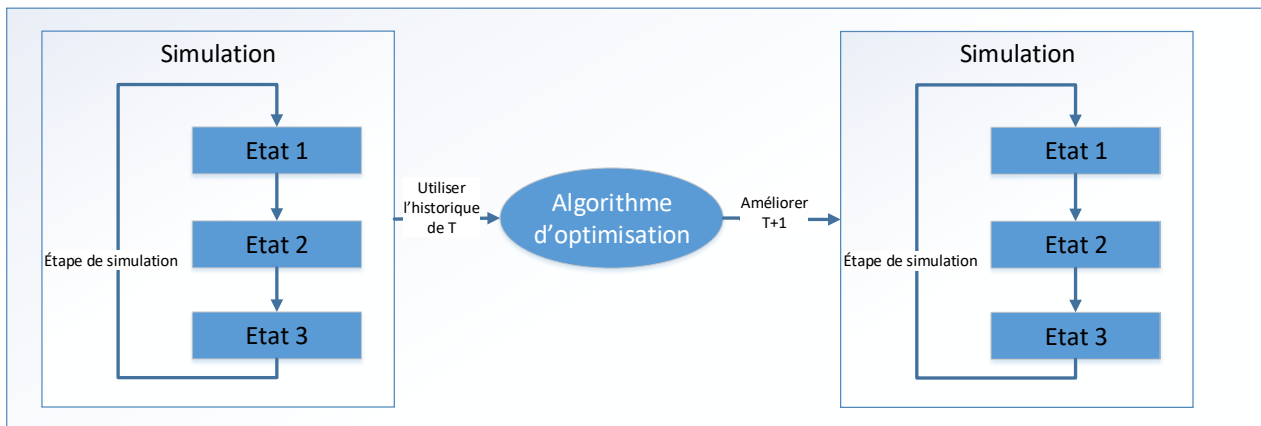 Simulation
Etat 1
Etat 2
Étape de simulation
Etat 3
Utiliser
l’historique
de T
Algorithme
d’optimisation
Améliorer
T+1
Simulation
Etat 1
Etat 2
Étape de simulation
Etat 3